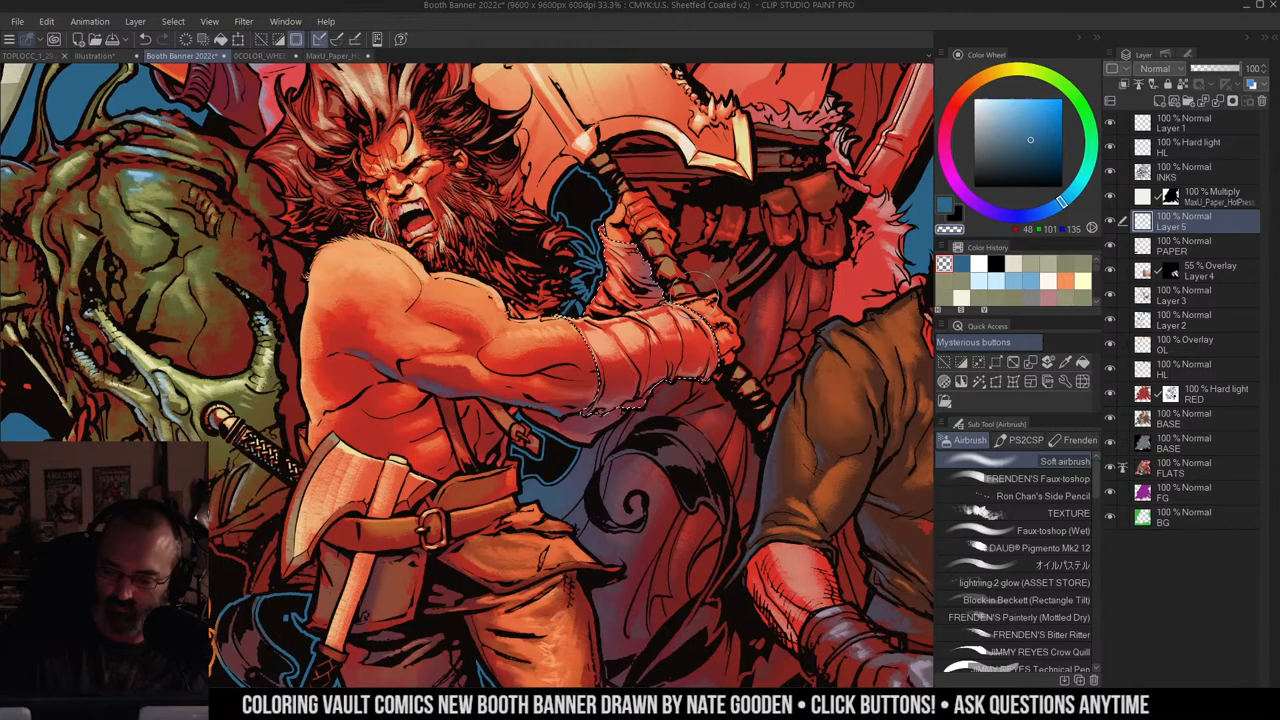 Booth Banner 2022c* (9600 x 9600px 600dpi 33.3% : CMYK:U.S. Sheetfed Coated v2) - CLIP STUDIO PAINT PRO
File Edit Animation Layer Select View Filter Window Help
Illustration* Booth Banner 2022c* 0COLOR_WHEE
Color Wheel
Layer
Normal 100
100 % Normal
Layer 1
100 % Hard light
HL
100 % Normal
INKS
100 % Multiply
MaxU_Paper_HotPress
100 % Normal
Layer 5
100 % Normal
PAPER
55 % Overlay
Layer 4
100 % Normal
Layer 3
100 % Normal
Layer 2
100 % Overlay
OL
100 % Normal
HL
100 % Hard light
RED
100 % Normal
BASE
100 % Normal
BASE
100 % Normal
FLATS
100 % Normal
FG
100 % Normal
BG
48 101 135
Color History
H S V
Quick Access
Mysterious buttons
Sub Tool [Airbrush]
Airbrush PS2CSP Frenden
Soft airbrush
FRENDEN's Faux-toshop
Ron Chan's Side Pencil
TEXTURE
Faux-toshop (Wet)
DAUB® Pigmento Mk2 12
オイルパステル
lightning 2 glow (ASSET STORE)
Block-in Beckett (Rectangle Tilt)
FRENDEN'S Painterly (Mottled Dry)
FRENDEN'S Bitter Ritter
JIMMY REYES Crow Quill
JIMMY REYES Technical Pen
COLORING VAULT COMICS NEW BOOTH BANNER DRAWN BY NATE GOODEN • CLICK BUTTONS! • ASK QUESTIONS ANYTIME